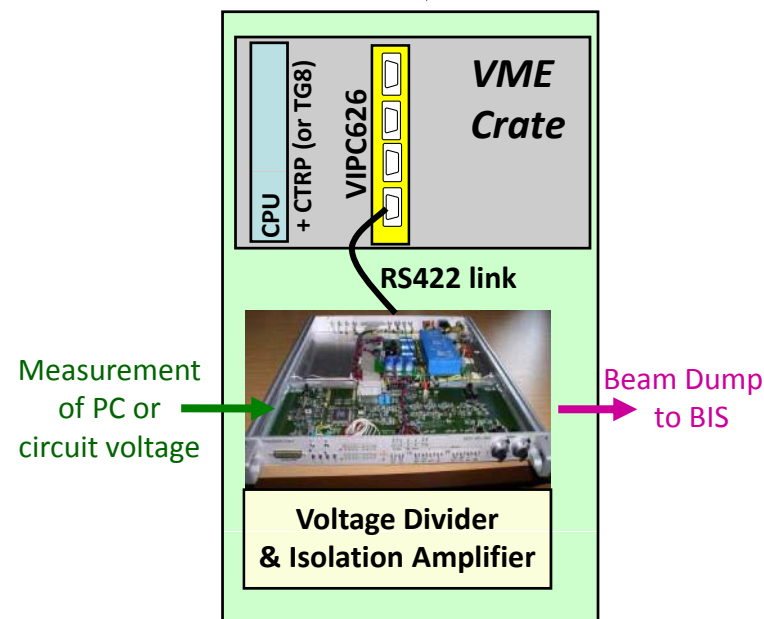 VME
Crate
CPU
+ CTRP (or TG8)
VIPC626
RS422 link
Measurement
of PC or
circuit voltage
Beam Dump
to BIS
Voltage Divider
& Isolation Amplifier